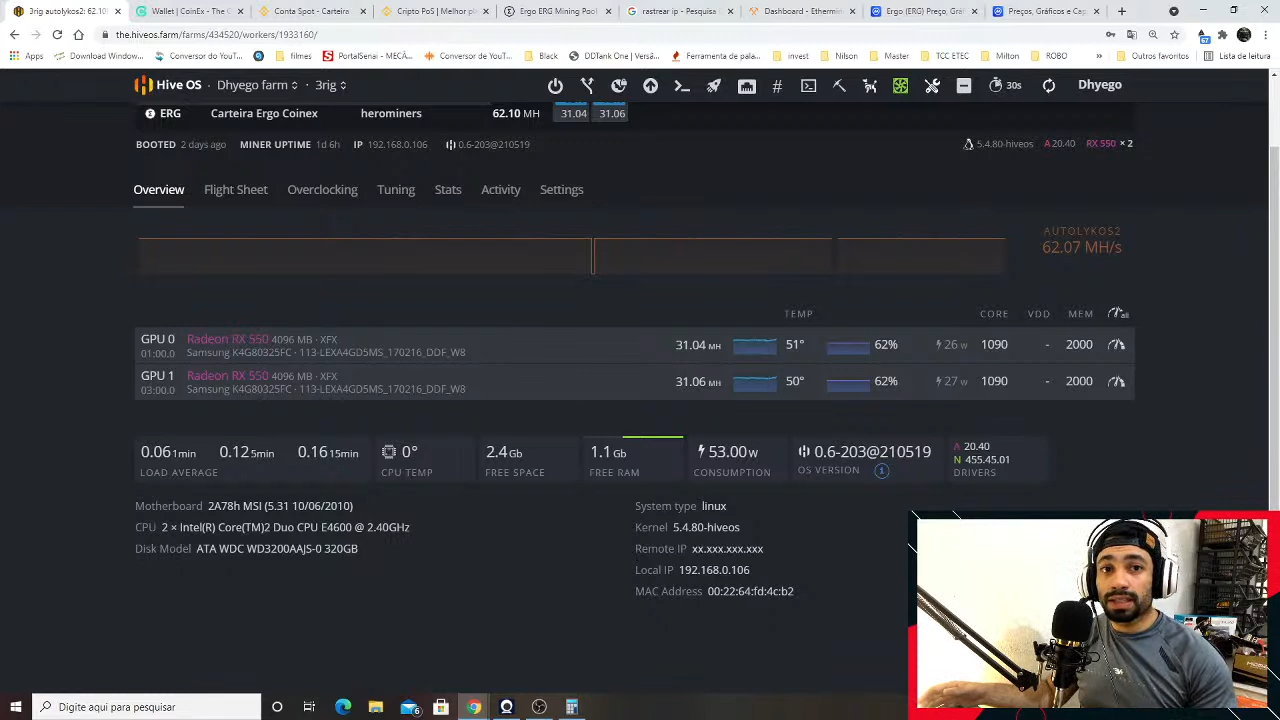 3rig autolykos2: 62.10
Wallet | CoinEx - The C
Conta Spot - Carteira
Cripto PoS | Melhor po
Ergo ERG Mining Pool
rastrear ip - Pesquisa
Dashboard - Ethermin
Ergo (ERG) Preço, Gráf
Preços, Gráficos e Cap
the.hiveos.farm/farms/434520/workers/1933160/
Apps
Download Window...
Conversor do YouT...
filmes
PortalSenai - MECÂ...
Conversor do YouT...
Black
DDTank One | Versã...
Ferramenta de pala...
invest
Nilson
Master
TCC ETEC
ROBO
Outros favoritos
Lista de leitura
Hive OS
Dhyego farm
3rig
30s
Dhyego
ERG Carteira Ergo Coinex herominers 62.10 MH 31.04 31.06
BOOTED 2 days ago MINER UPTIME 1d 6h IP 192.168.0.106 0.6-203@210519 5.4.80-hiveos A 20.40 RX 550 × 2
Overview Flight Sheet Overclocking Tuning Stats Activity Settings
AUTOLYKOS2
62.07 MH/s
TEMP CORE VDD MEM
GPU 0 Radeon RX 550 4096 MB · XFX 31.04 MH 51° 62% 26 W 1090 - 2000
01:00.0 Samsung K4G80325FC · 113-LEXA4GD5MS_170216_DDF_W8
GPU 1 Radeon RX 550 4096 MB · XFX 31.06 MH 50° 62% 27 W 1090 - 2000
03:00.0 Samsung K4G80325FC · 113-LEXA4GD5MS_170216_DDF_W8
0.06 1min 0.12 5min 0.16 15min
LOAD AVERAGE
0°
CPU TEMP
2.4 Gb
FREE SPACE
1.1 Gb
FREE RAM
53.00 W
CONSUMPTION
0.6-203@210519
OS VERSION
A 20.40
N 455.45.01
DRIVERS
Motherboard 2A78h MSI (5.31 10/06/2010)
CPU 2 × Intel(R) Core(TM)2 Duo CPU E4600 @ 2.40GHz
Disk Model ATA WDC WD3200AAJS-0 320GB
System type linux
Kernel 5.4.80-hiveos
Remote IP xx.xxx.xxx.xxx
Local IP 192.168.0.106
MAC Address 00:22:64:fd:4c:b2
Digite aqui para pesquisar